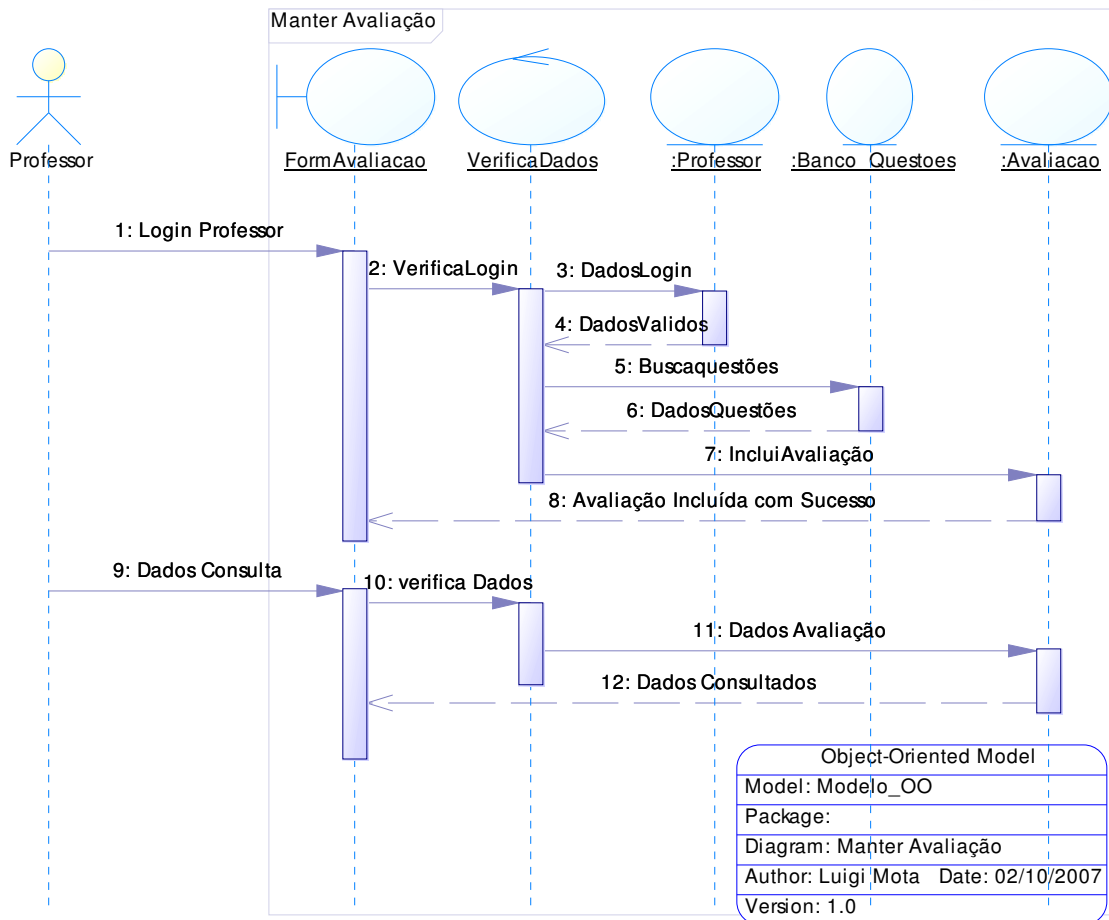 Manter Avaliação
Professor
FormAvaliacao
VerificaDados
:Professor
:Banco_Questoes
:Avaliacao
1: Login Professor
2: VerificaLogin
3: DadosLogin
4: DadosValidos
5: Buscaquestões
6: DadosQuestões
7: IncluiAvaliação
8: Avaliação Incluída com Sucesso
9: Dados Consulta
10: verifica Dados
11: Dados Avaliação
12: Dados Consultados
Object-Oriented Model
Model: Modelo_OO
Package:
Diagram: Manter Avaliação
Author: Luigi Mota Date: 02/10/2007
Version: 1.0